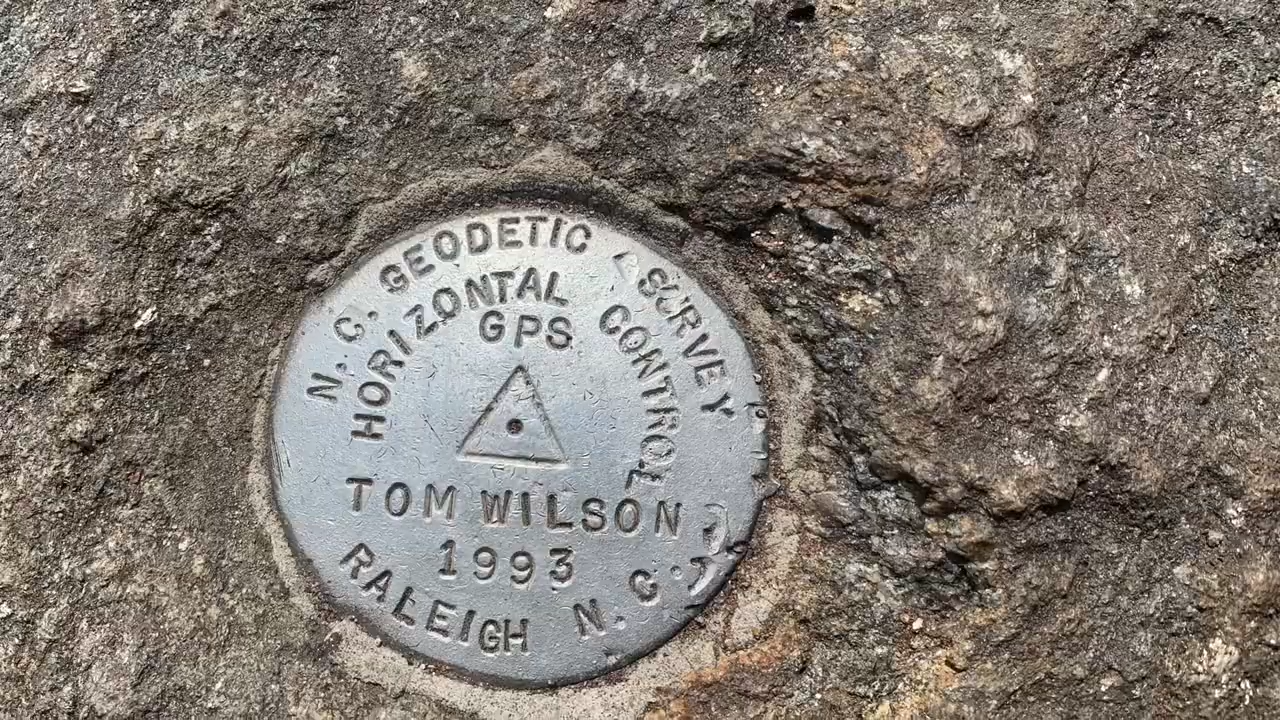 N. C. GEODETIC SURVEY
HORIZONTAL CONTROL
GPS
TOM WILSON
1993
RALEIGH N. C.